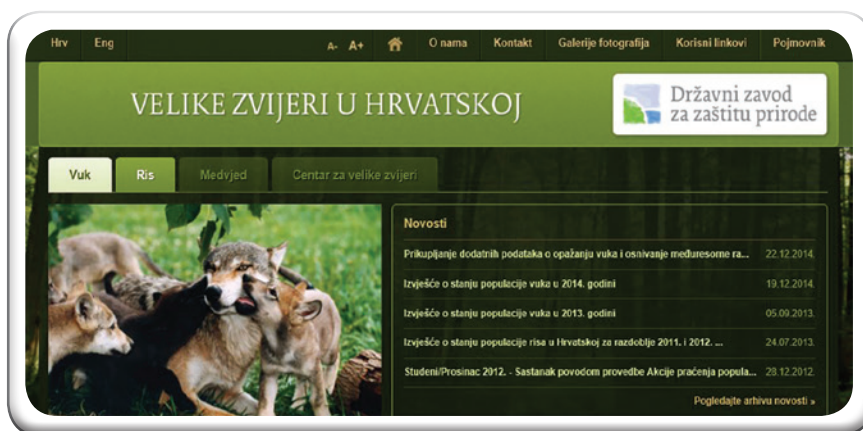 Hrv Eng A- A+ O nama Kontakt Galerije fotografija Korisni linkovi Pojmovnik
VELIKE ZVIJERI U HRVATSKOJ
Državni zavod
za zaštitu prirode
Vuk Ris Medvjed Centar za velike zvijeri
Novosti
Prikupljanje dodatnih podataka o opažanju vuka i osnivanje međuresorne ra... 22.12.2014.
Izvješće o stanju populacije vuka u 2014. godini 19.12.2014.
Izvješće o stanju populacije vuka u 2013. godini 05.09.2013.
Izvješće o stanju populacije risa u Hrvatskoj za razdoblje 2011. i 2012. ... 24.07.2013.
Studeni/Prosinac 2012. - Sastanak povodom provedbe Akcije praćenja popula... 28.12.2012.
Pogledajte arhivu novosti »